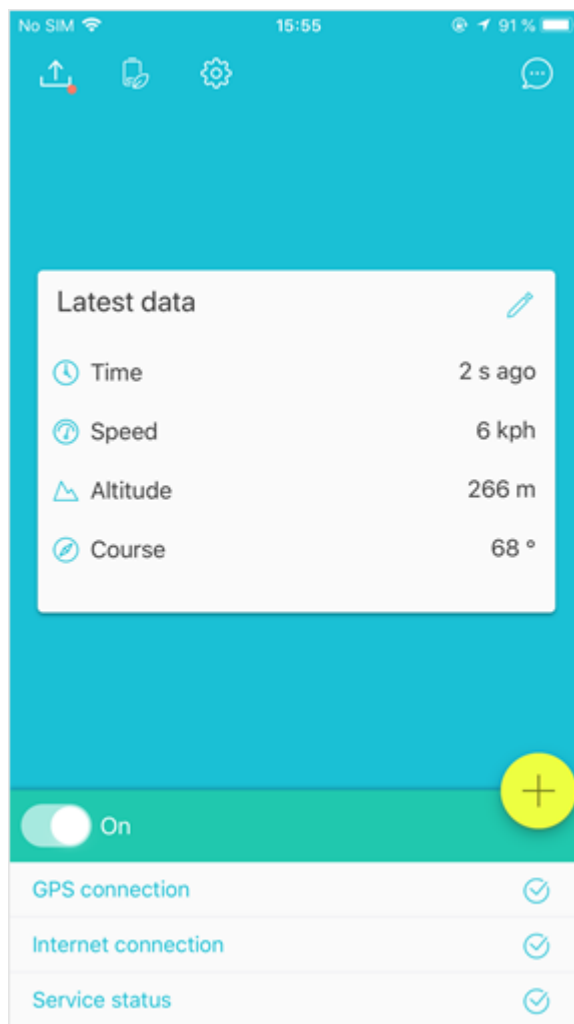 No SIM 15:55 91 %
Latest data
Time 2 s ago
Speed 6 kph
Altitude 266 m
Course 68 °
On
GPS connection
Internet connection
Service status